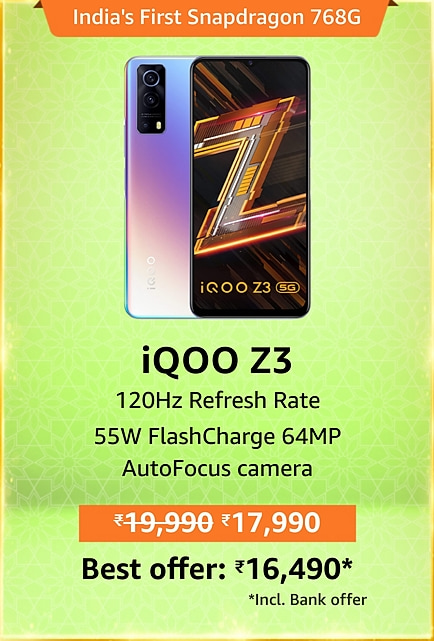 India's First Snapdragon 768G
iQOO
iQOO Z3 5G
iQOO Z3
120Hz Refresh Rate
55W FlashCharge 64MP
AutoFocus camera
₹19,990 ₹17,990
Best offer: ₹16,490*
*Incl. Bank offer